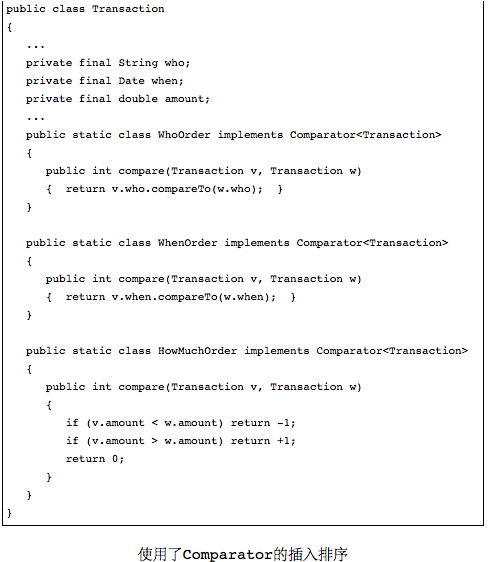 public class Transaction
{
   ...
   private final String who;
   private final Date when;
   private final double amount;
   ...
   public static class WhoOrder implements Comparator<Transaction>
   {
      public int compare(Transaction v, Transaction w)
      {  return v.who.compareTo(w.who);  }
   }

   public static class WhenOrder implements Comparator<Transaction>
   {
      public int compare(Transaction v, Transaction w)
      {  return v.when.compareTo(w.when);  }
   }

   public static class HowMuchOrder implements Comparator<Transaction>
   {
      public int compare(Transaction v, Transaction w)
      {
         if (v.amount < w.amount) return -1;
         if (v.amount > w.amount) return +1;
         return 0;
      }
   }
}
使用了Comparator的插入排序